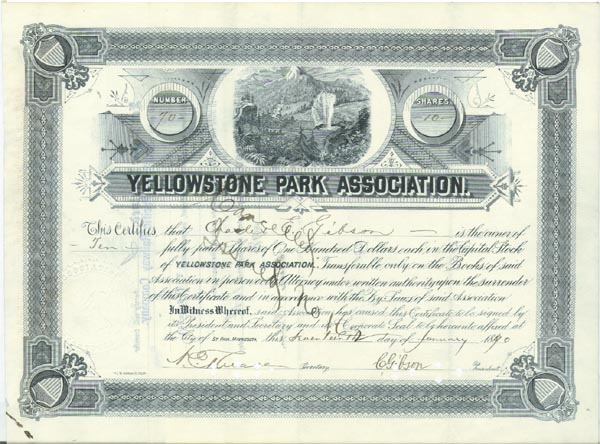 NUMBER
70
SHARES
10
YELLOWSTONE PARK ASSOCIATION.
This Certifies, that Charles Gibson is the owner of
Ten fully paid Shares of One Hundred Dollars each in the Capital Stock
of YELLOWSTONE PARK ASSOCIATION. Transferable only on the Books of said
Association in person or by Attorney under written authority upon the surrender
of this Certificate and in agreement with the By-Laws of said Association
In Witness Whereof, said Association has caused this Certificate to be signed by
its President and Secretary and its Corporate Seal to be hereunto affixed at
the City of ST. PAUL, MINNESOTA this day of January 1890
Secretary C Gibson President